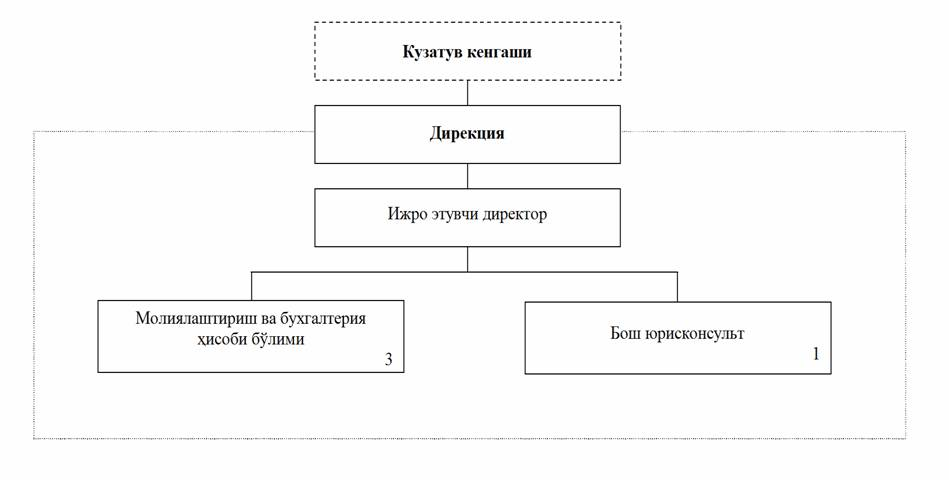 Кузатув кенгаши
Дирекция
Ижро этувчи директор
Молиялаштириш ва бухгалтерия
ҳисоби бўлими
3
Бош юрисконсульт
1